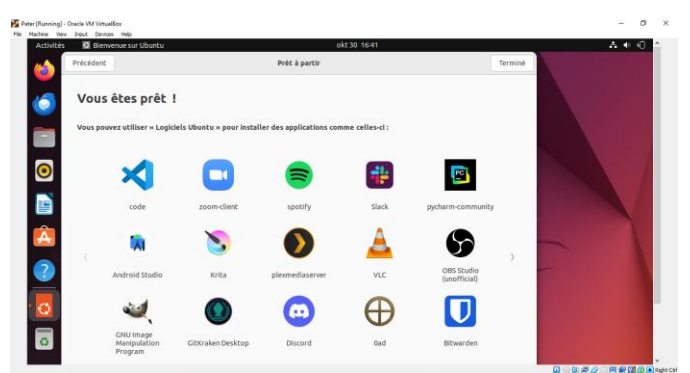 Peter [Running] - Oracle VM VirtualBox
File Machine View Input Devices Help
Activités Bienvenue sur Ubuntu okt 30 16:41
Précédent Prêt à partir Terminé
Vous êtes prêt !
Vous pouvez utiliser « Logiciels Ubuntu » pour installer des applications comme celles-ci :
code zoom-client spotify Slack pycharm-community
Android Studio Krita plexmediaserver VLC OBS Studio
(unofficial)
GNU Image
Manipulation
Program
GitKraken Desktop Discord 0ad Bitwarden
PC
Right Ctrl